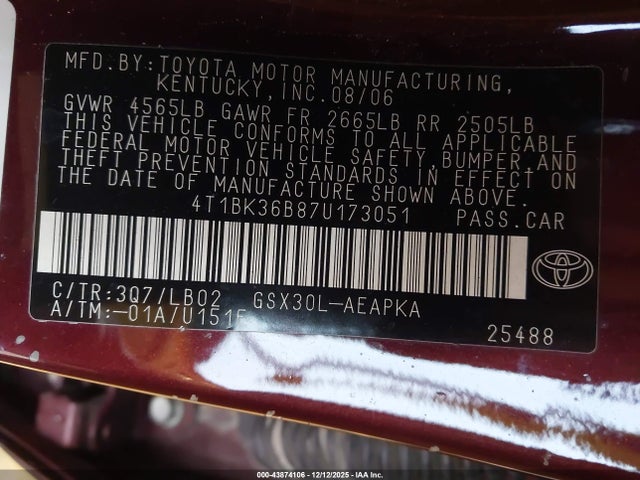 MFD.BY:TOYOTA MOTOR MANUFACTURING,
KENTUCKY,INC.08/06
GVWR 4565LB GAWR FR 2665LB RR 2505LB
THIS VEHICLE CONFORMS TO ALL APPLICABLE
FEDERAL MOTOR VEHICLE SAFETY,BUMPER,AND
THEFT PREVENTION STANDARDS IN EFFECT ON
THE DATE OF MANUFACTURE SHOWN ABOVE.
4T1BK36B87U173051 PASS.CAR
C/TR:3Q7/LB02 GSX30L-AEAPKA
A/TM:-01A/U151F
25488
000-43874106 - 12/12/2025 - IAA Inc.